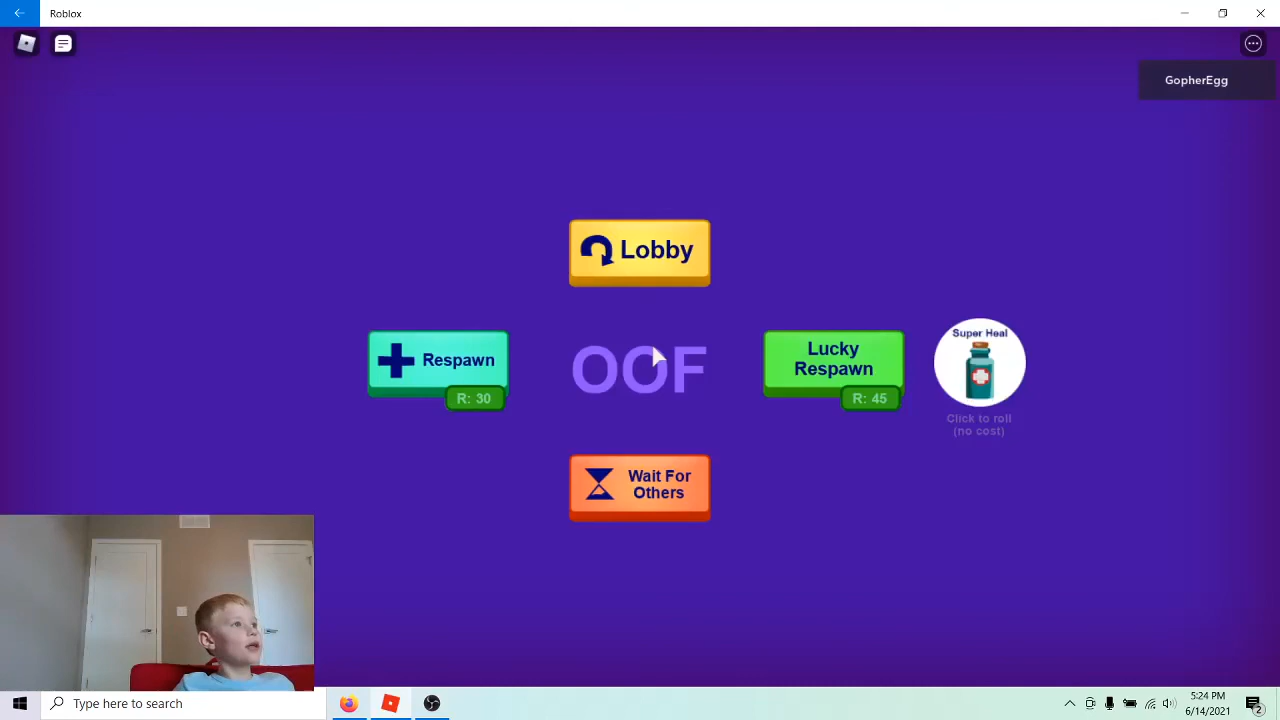 Roblox
GopherEgg
Lobby
Respawn
R: 30
OOF
Lucky
Respawn
R: 45
Super Heal
Click to roll
(no cost)
Wait For
Others
Type here to search
5:24 PM
6/14/2021
2